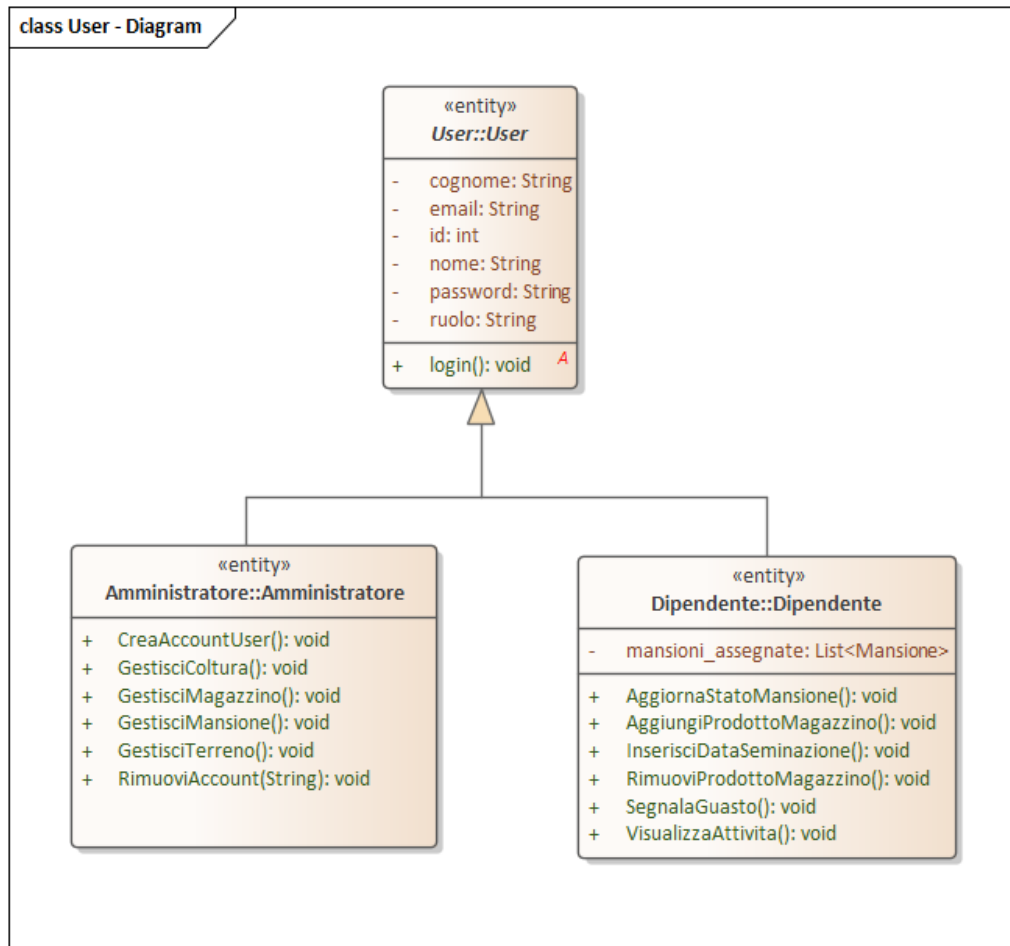 class User - Diagram
«entity»
User::User
- cognome: String
- email: String
- id: int
- nome: String
- password: String
- ruolo: String
+ login(): void A
«entity»
Amministratore::Amministratore
+ CreaAccountUser(): void
+ GestisciColtura(): void
+ GestisciMagazzino(): void
+ GestisciMansione(): void
+ GestisciTerreno(): void
+ RimuoviAccount(String): void
«entity»
Dipendente::Dipendente
- mansioni_assegnate: List<Mansione>
+ AggiornaStatoMansione(): void
+ AggiungiProdottoMagazzino(): void
+ InserisciDataSeminazione(): void
+ RimuoviProdottoMagazzino(): void
+ SegnalaGuasto(): void
+ VisualizzaAttivita(): void